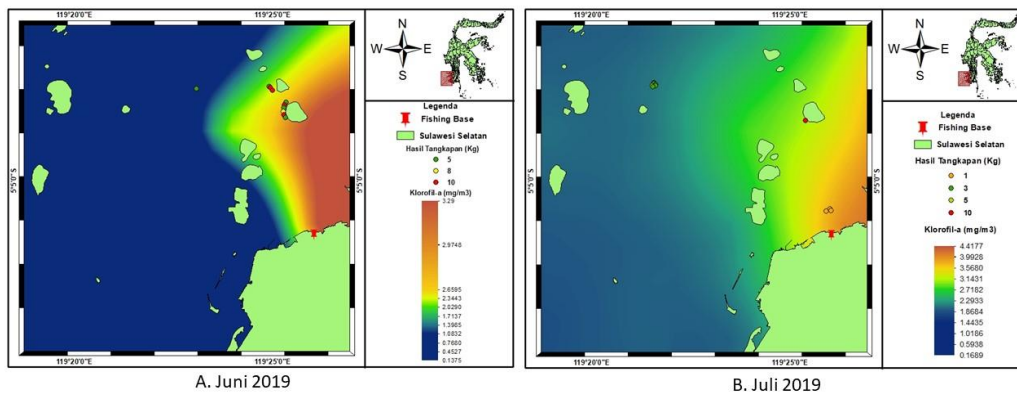 119°20'0"E
119°25'0"E
5°5'0"S
5°5'0"S
119°20'0"E
119°25'0"E
N
W
E
S
Legenda
Fishing Base
Sulawesi Selatan
Hasil Tangkapan (Kg)
5
8
10
Klorofil-a (mg/m3)
3.29
2.9748
2.6595
2.3443
2.0290
1.7137
1.3985
1.0832
0.7680
0.4527
0.1375
A. Juni 2019
119°20'0"E
119°25'0"E
5°5'0"S
5°5'0"S
119°20'0"E
119°25'0"E
N
W
E
S
Legenda
Fishing Base
Sulawesi Selatan
Hasil Tangkapan (Kg)
1
3
5
10
Klorofil-a (mg/m3)
4.4177
3.9928
3.5680
3.1431
2.7182
2.2933
1.8684
1.4435
1.0186
0.5938
0.1689
B. Juli 2019